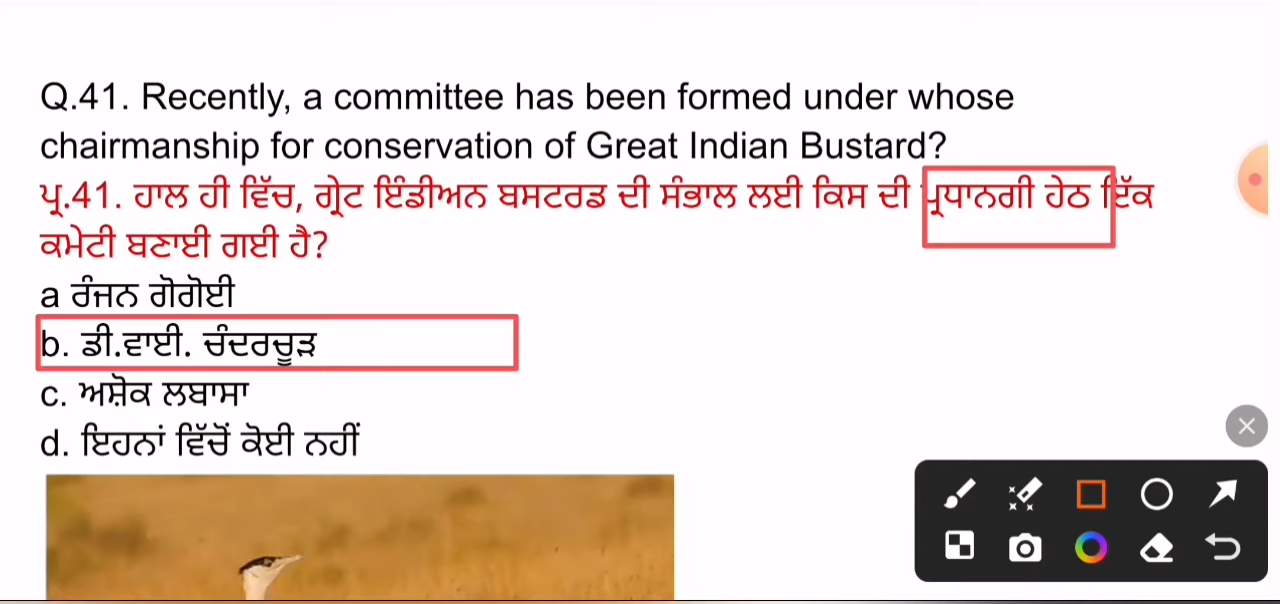 Q.41. Recently, a committee has been formed under whose
chairmanship for conservation of Great Indian Bustard?
ਪ੍ਰ.41. ਹਾਲ ਹੀ ਵਿੱਚ, ਗ੍ਰੇਟ ਇੰਡੀਅਨ ਬਸਟਰਡ ਦੀ ਸੰਭਾਲ ਲਈ ਕਿਸ ਦੀ ਪ੍ਰਧਾਨਗੀ ਹੇਠ ਇੱਕ
ਕਮੇਟੀ ਬਣਾਈ ਗਈ ਹੈ?
a ਰੰਜਨ ਗੋਗੋਈ
b. ਡੀ.ਵਾਈ. ਚੰਦਰਚੂੜ
c. ਅਸ਼ੋਕ ਲਬਾਸਾ
d. ਇਹਨਾਂ ਵਿੱਚੋਂ ਕੋਈ ਨਹੀਂ